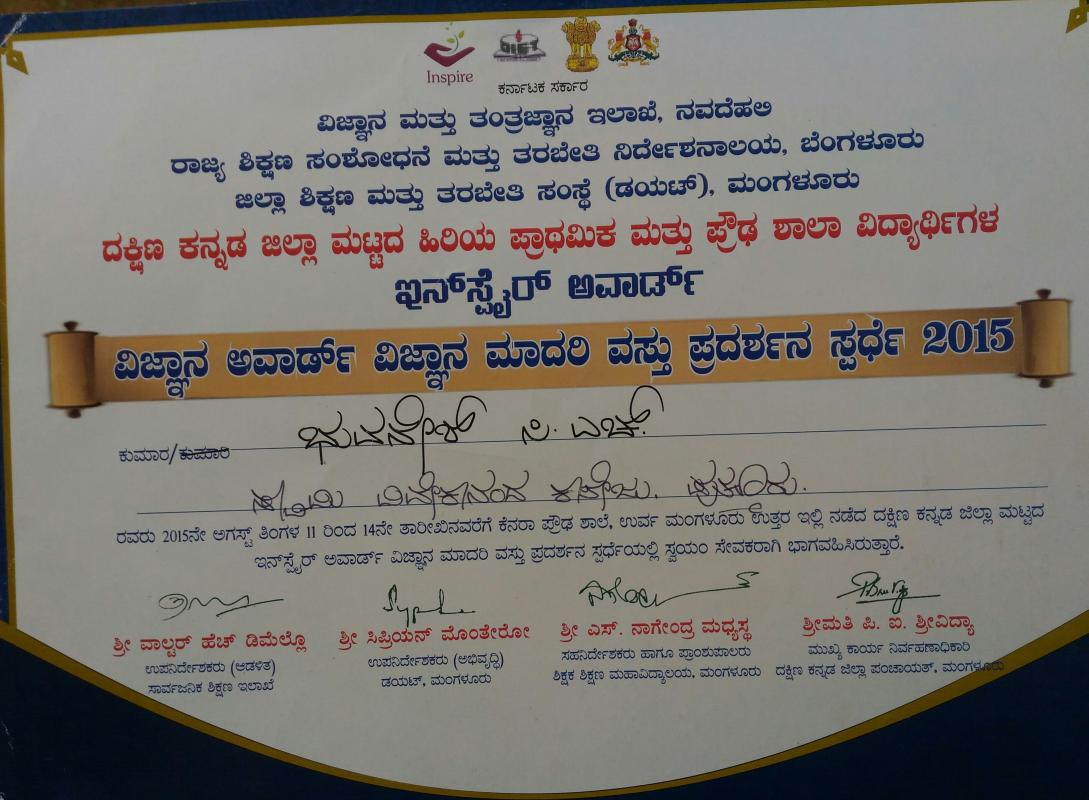 Inspire
DIET
ಕರ್ನಾಟಕ ಸರ್ಕಾರ
ವಿಜ್ಞಾನ ಮತ್ತು ತಂತ್ರಜ್ಞಾನ ಇಲಾಖೆ, ನವದೆಹಲಿ
ರಾಜ್ಯ ಶಿಕ್ಷಣ ಸಂಶೋಧನೆ ಮತ್ತು ತರಬೇತಿ ನಿರ್ದೇಶನಾಲಯ, ಬೆಂಗಳೂರು
ಜಿಲ್ಲಾ ಶಿಕ್ಷಣ ಮತ್ತು ತರಬೇತಿ ಸಂಸ್ಥೆ (ಡಯಟ್), ಮಂಗಳೂರು
ದಕ್ಷಿಣ ಕನ್ನಡ ಜಿಲ್ಲಾ ಮಟ್ಟದ ಹಿರಿಯ ಪ್ರಾಥಮಿಕ ಮತ್ತು ಪ್ರೌಢ ಶಾಲಾ ವಿದ್ಯಾರ್ಥಿಗಳ
ಇನ್‌ಸ್ಪೈರ್ ಅವಾರ್ಡ್
ವಿಜ್ಞಾನ ಅವಾರ್ಡ್ ವಿಜ್ಞಾನ ಮಾದರಿ ವಸ್ತು ಪ್ರದರ್ಶನ ಸ್ಪರ್ಧೆ 2015
ಕುಮಾರ/ಕುಮಾರಿ ಭುವನೇಶ್ ಸಿ. ಎಚ್.
ಸ್ವಾಮಿ ವಿವೇಕಾನಂದ ಕಾಲೇಜು.
ರವರು 2015ನೇ ಅಗಸ್ಟ್ ತಿಂಗಳ 11 ರಿಂದ 14ನೇ ತಾರೀಖಿನವರೆಗೆ ಕೆನರಾ ಪ್ರೌಢ ಶಾಲೆ, ಉರ್ವ ಮಂಗಳೂರು ಉತ್ತರ ಇಲ್ಲಿ ನಡೆದ ದಕ್ಷಿಣ ಕನ್ನಡ ಜಿಲ್ಲಾ ಮಟ್ಟದ
ಇನ್‌ಸ್ಪೈರ್ ಅವಾರ್ಡ್ ವಿಜ್ಞಾನ ಮಾದರಿ ವಸ್ತು ಪ್ರದರ್ಶನ ಸ್ಪರ್ಧೆಯಲ್ಲಿ ಸ್ವಯಂ ಸೇವಕರಾಗಿ ಭಾಗವಹಿಸಿರುತ್ತಾರೆ.
ಶ್ರೀ ವಾಲ್ಟರ್ ಹೆಚ್ ಡಿಮೆಲ್ಲೊ
ಉಪನಿರ್ದೇಶಕರು (ಆಡಳಿತ)
ಸಾರ್ವಜನಿಕ ಶಿಕ್ಷಣ ಇಲಾಖೆ
ಶ್ರೀ ಸಿಪ್ರಿಯನ್ ಮೊಂತೇರೋ
ಉಪನಿರ್ದೇಶಕರು (ಅಭಿವೃದ್ಧಿ)
ಡಯಟ್, ಮಂಗಳೂರು
ಶ್ರೀ ಎಸ್. ನಾಗೇಂದ್ರ ಮಧ್ಯಸ್ಥ
ಸಹನಿರ್ದೇಶಕರು ಹಾಗೂ ಪ್ರಾಂಶುಪಾಲರು
ಶಿಕ್ಷಕ ಶಿಕ್ಷಣ ಮಹಾವಿದ್ಯಾಲಯ, ಮಂಗಳೂರು
ಶ್ರೀಮತಿ ಪಿ. ಐ. ಶ್ರೀವಿದ್ಯಾ
ಮುಖ್ಯ ಕಾರ್ಯ ನಿರ್ವಹಣಾಧಿಕಾರಿ
ದಕ್ಷಿಣ ಕನ್ನಡ ಜಿಲ್ಲಾ ಪಂಚಾಯತ್, ಮಂಗಳೂರು